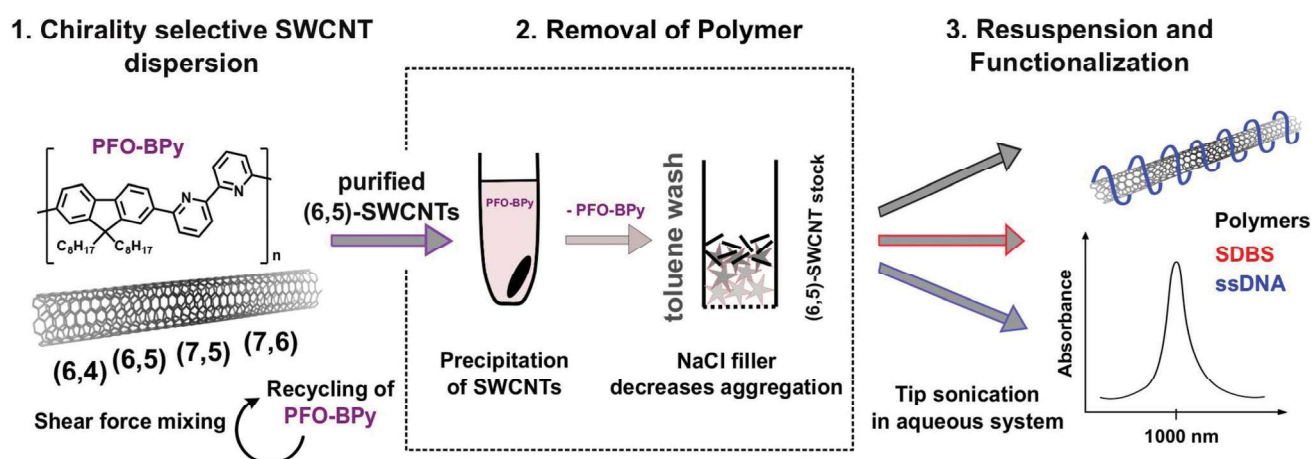 1. Chirality selective SWCNT
dispersion
PFO-BPy
N
N
C₈H₁₇ C₈H₁₇
n
(6,4) (6,5) (7,5) (7,6)
Shear force mixing
Recycling of
PFO-BPy
purified
(6,5)-SWCNTs
2. Removal of Polymer
PFO-BPy
- PFO-BPy
toluene wash
(6,5)-SWCNT stock
Precipitation
of SWCNTs
NaCl filler
decreases aggregation
3. Resuspension and
Functionalization
Tip sonication
in aqueous system
Polymers
SDBS
ssDNA
Absorbance
1000 nm